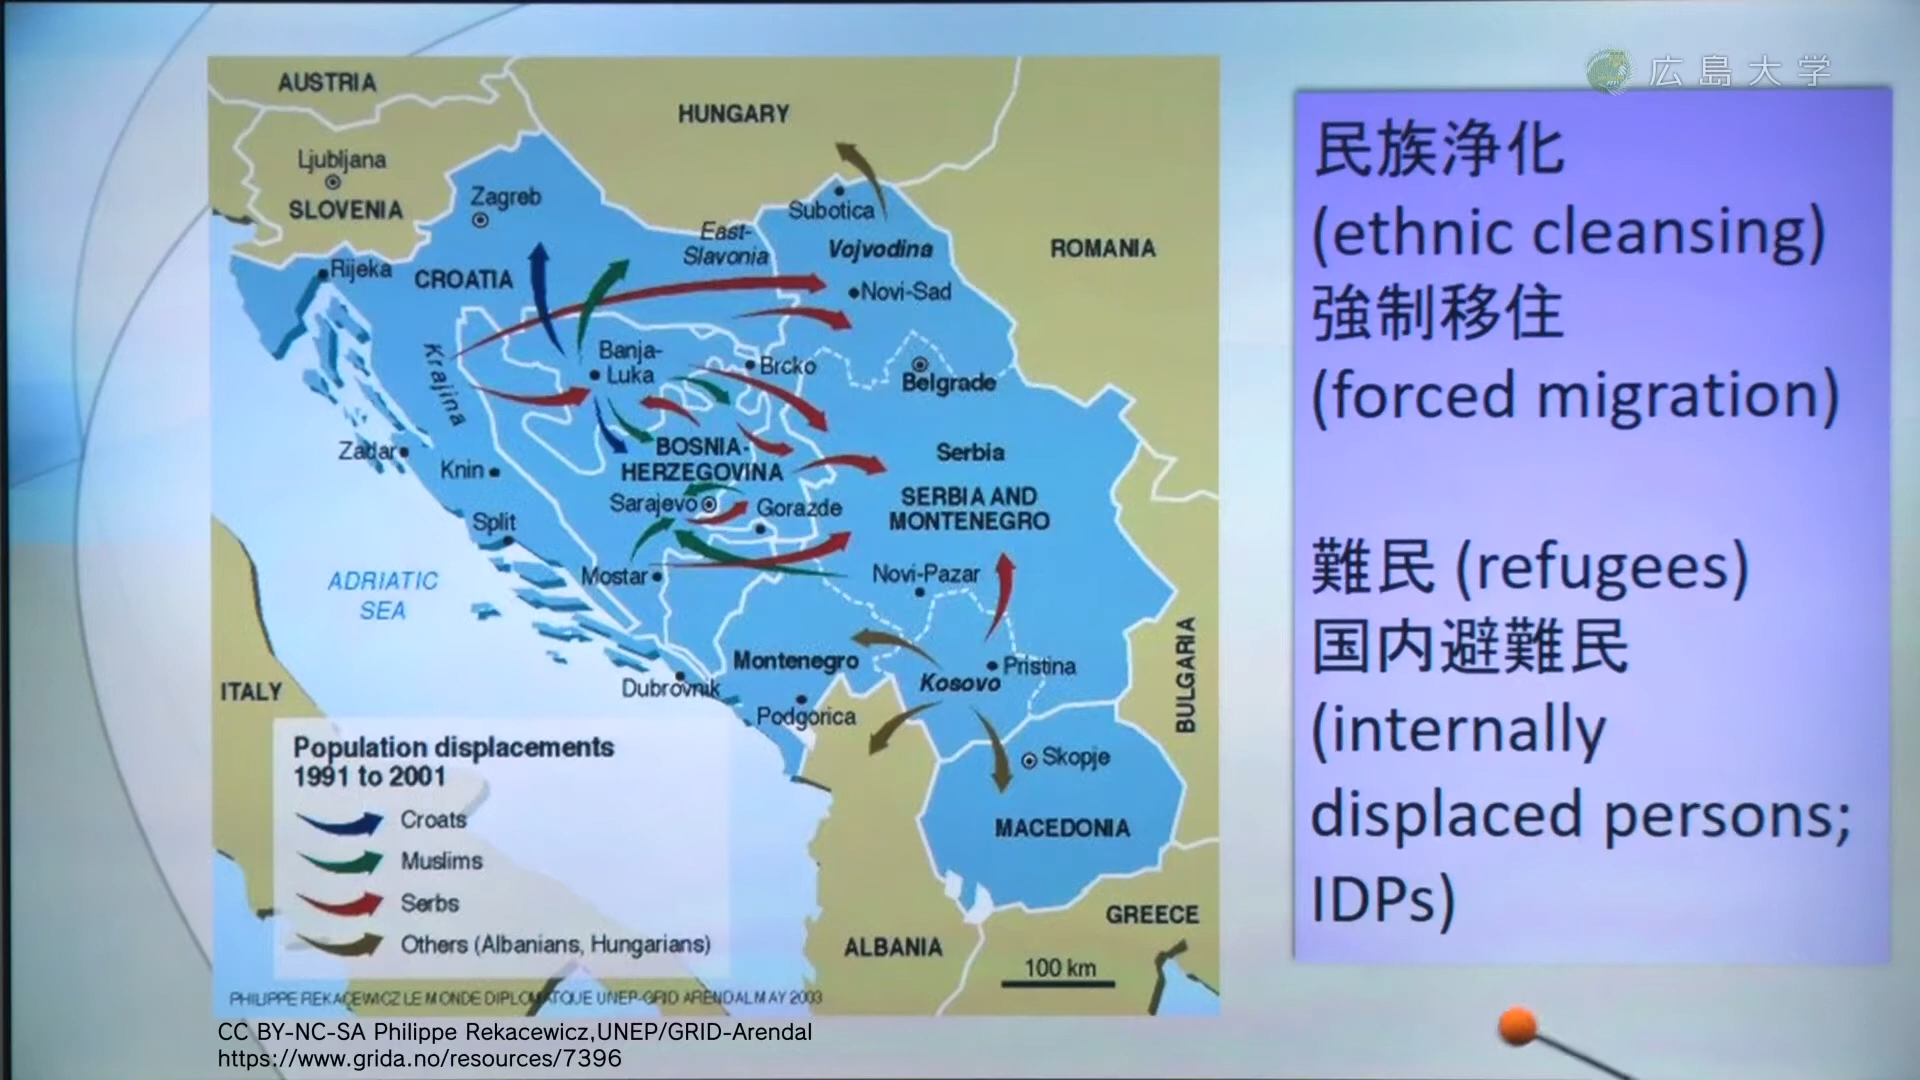 広島大学
AUSTRIA
HUNGARY
Ljubljana
SLOVENIA
Zagreb
Subotica
East-
Slavonia
Vojvodina
ROMANIA
Rijeka
CROATIA
Novi-Sad
Krajina
Banja-
Luka
Brcko
Belgrade
Zadar
Knin
BOSNIA-
HERZEGOVINA
Serbia
Sarajevo
Gorazde
SERBIA AND
MONTENEGRO
Split
ADRIATIC
SEA
Mostar
Novi-Pazar
Montenegro
Pristina
Kosovo
BULGARIA
ITALY
Dubrovnik
Podgorica
Skopje
MACEDONIA
GREECE
ALBANIA
100 km
Population displacements
1991 to 2001
Croats
Muslims
Serbs
Others (Albanians, Hungarians)
PHILIPPE REKACEWICZ LE MONDE DIPLOMATIQUE UNEP-GRID ARENDAL MAY 2003
CC BY-NC-SA Philippe Rekacewicz,UNEP/GRID-Arendal
https://www.grida.no/resources/7396
民族浄化
(ethnic cleansing)
強制移住
(forced migration)
難民 (refugees)
国内避難民
(internally
displaced persons;
IDPs)